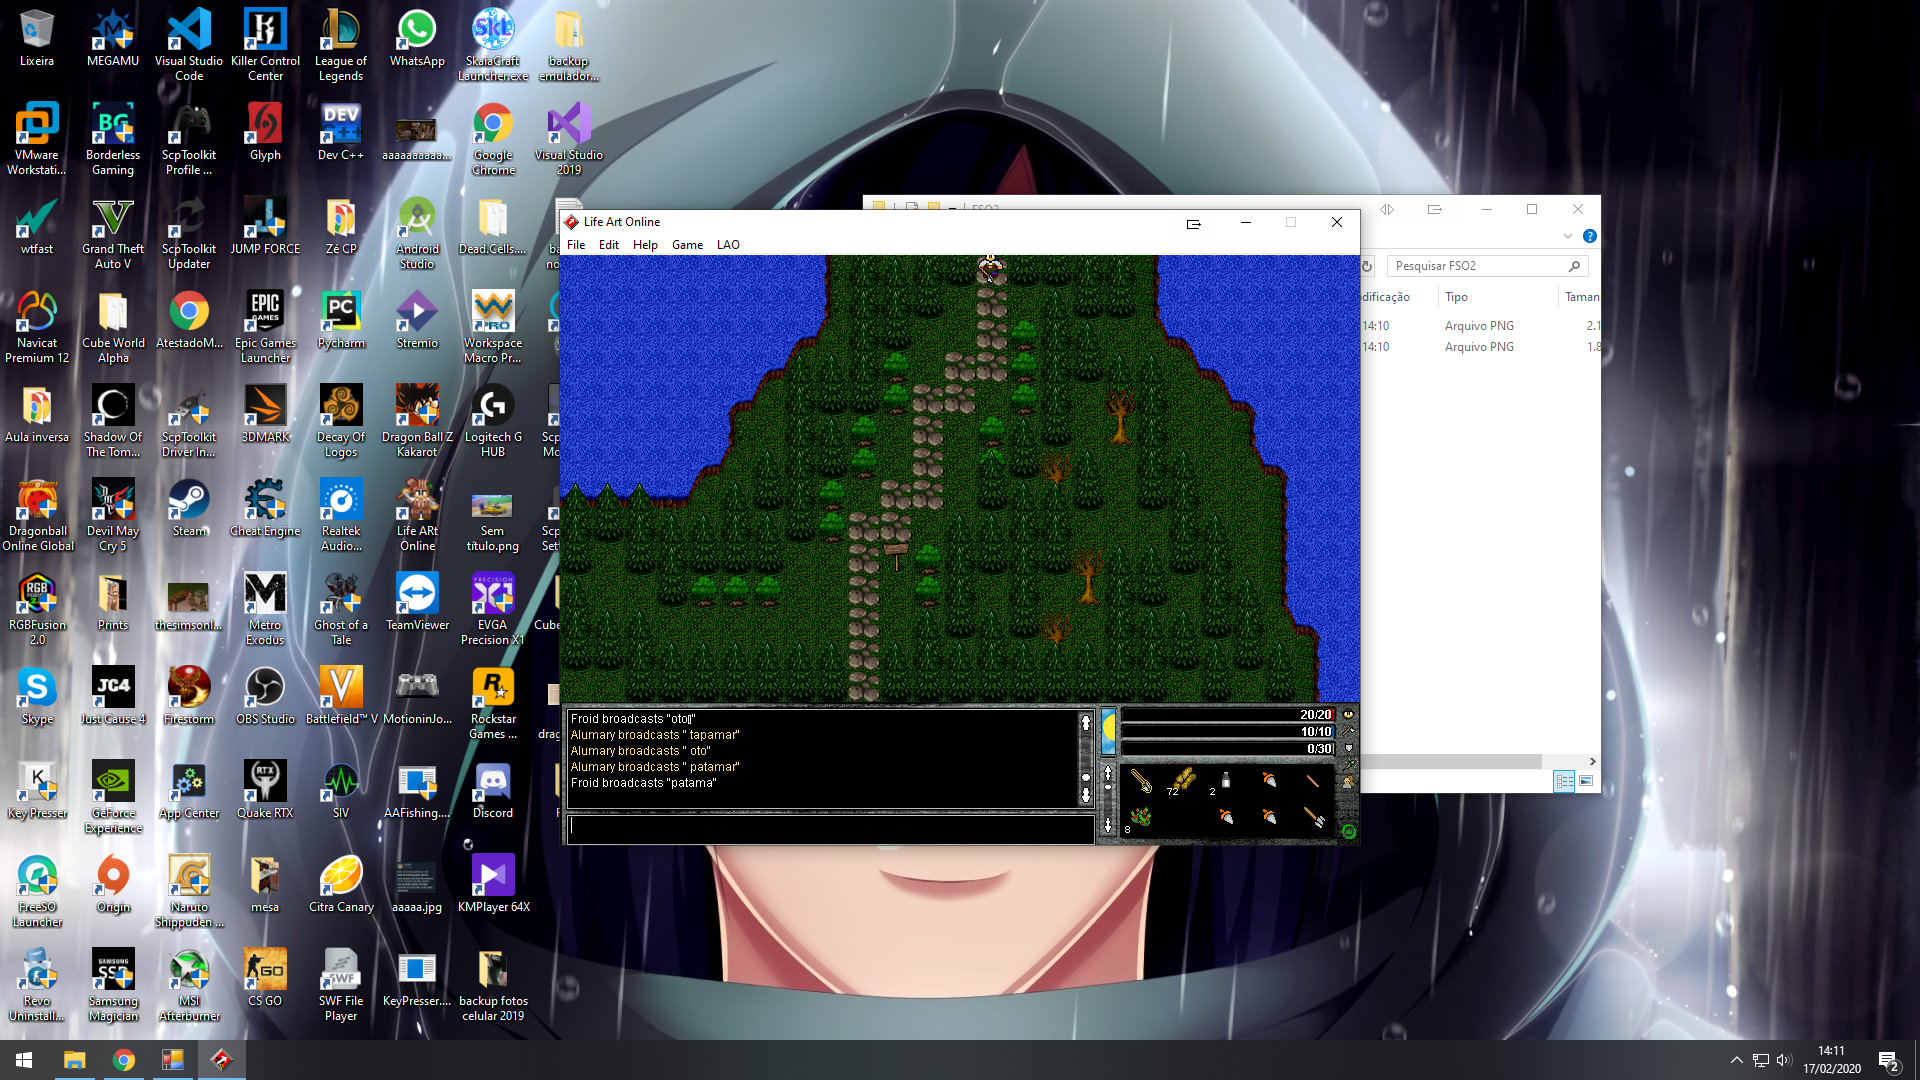 Lixeira
MEGAMU
Visual Studio
Code
Killer Control
Center
League of
Legends
WhatsApp
SkaiaCraft
Launcher.exe
backup
emulador...
VMware
Workstati...
Borderless
Gaming
ScpToolkit
Profile ...
Glyph
Dev C++
aaaaaaaaaa...
Google
Chrome
Visual Studio
2019
wtfast
Grand Theft
Auto V
ScpToolkit
Updater
JUMP FORCE
Zé CP
Android
Studio
Dead.Cells....
Navicat
Premium 12
Cube World
Alpha
AtestadoM...
Epic Games
Launcher
Pycharm
Stremio
Workspace
Macro Pr...
Aula inversa
Shadow Of
The Tom...
ScpToolkit
Driver In...
3DMARK
Decay Of
Logos
Dragon Ball Z
Kakarot
Logitech G
HUB
Dragonball
Online Global
Devil May
Cry 5
Steam
Cheat Engine
Realtek
Audio...
Life ARt
Online
Sem
título.png
RGBFusion
2.0
Prints
thesimsonl...
Metro
Exodus
Ghost of a
Tale
TeamViewer
EVGA
Precision X1
Skype
Just Cause 4
Firestorm
OBS Studio
Battlefield™ V
MotioninJo...
Rockstar
Games ...
Key Presser
GeForce
Experience
App Center
Quake RTX
SIV
AAFishing....
Discord
FreeSO
Launcher
Origin
Naruto
Shippuden ...
mesa
Citra Canary
aaaaa.jpg
KMPlayer 64X
Revo
Uninstall...
Samsung
Magician
MSI
Afterburner
CS GO
SWF File
Player
KeyPresser....
backup fotos
celular 2019
FSO2
Pesquisar FSO2
dificação
Tipo
Taman
14:10
Arquivo PNG
2.1
14:10
Arquivo PNG
1.8
Life Art Online
File Edit Help Game LAO
Froid broadcasts "oto"
Alumary broadcasts " tapamar"
Alumary broadcasts " oto"
Alumary broadcasts " patamar"
Froid broadcasts "patama"
20/20
10/10
0/30
72
2
8
14:11
17/02/2020
2